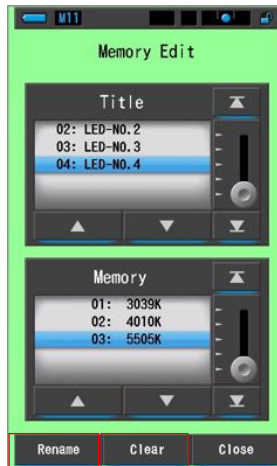 M11
Memory Edit
Title
02: LED-NO.2
03: LED-NO.3
04: LED-NO.4
Memory
01: 3039K
02: 4010K
03: 5505K
Rename Clear Close